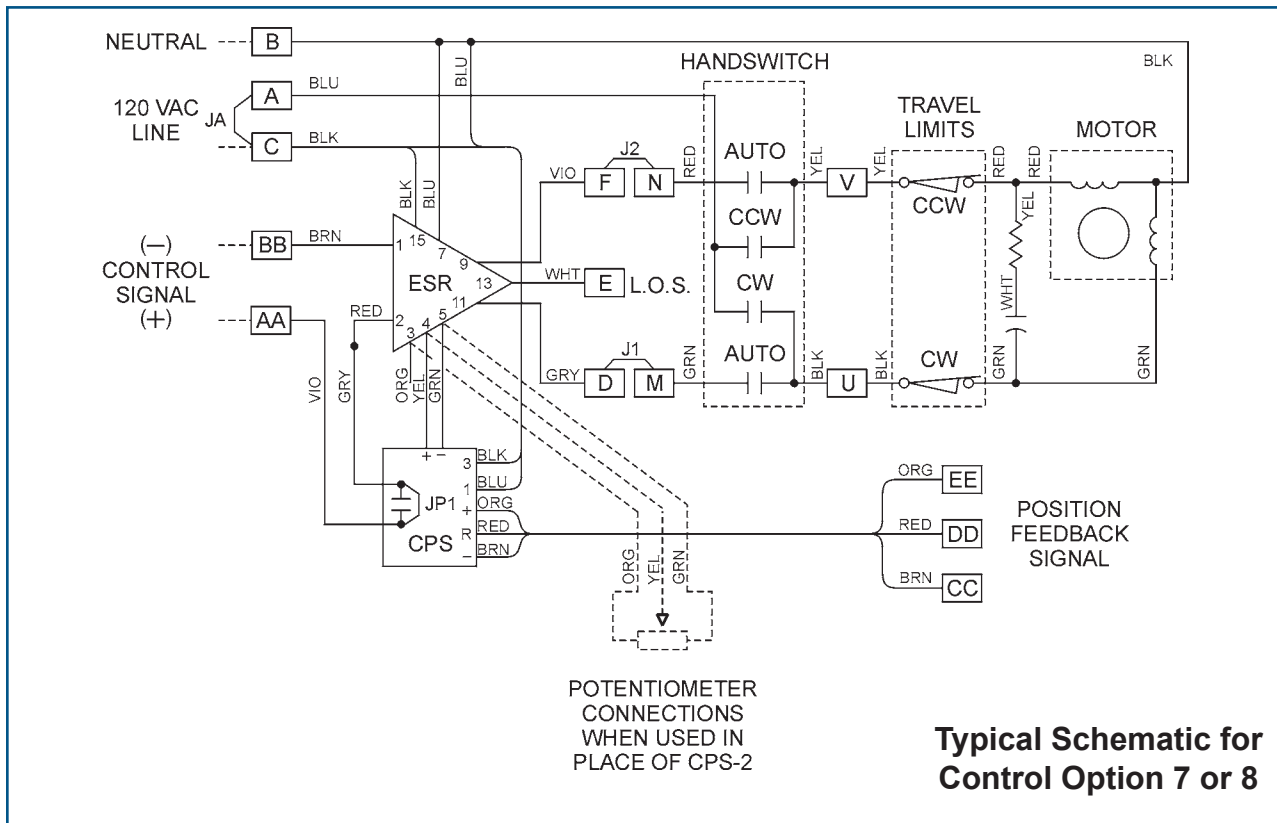 NEUTRAL
B
BLU
HANDSWITCH
BLK
A
BLU
120 VAC
LINE
JA
C
BLK
TRAVEL
LIMITS
MOTOR
BLK
BLU
VIO
J2
F
N
RED
AUTO
YEL
V
YEL
RED
RED
CCW
CCW
YEL
(—)
CONTROL
SIGNAL
(+)
BB
BRN
1
15
7
9
ESR
13
11
WHT
E
L.O.S.
CW
WHT
AA
RED
2
3
4
5
J1
GRY
D
M
GRN
AUTO
BLK
U
BLK
CW
GRN
GRN
VIO
GRY
ORG
YEL
GRN
+
−
3
BLK
1
BLU
JP1
+
ORG
CPS
R
RED
−
BRN
ORG
EE
RED
DD
BRN
CC
POSITION
FEEDBACK
SIGNAL
ORG
YEL
GRN
POTENTIOMETER
CONNECTIONS
WHEN USED IN
PLACE OF CPS-2
Typical Schematic for
Control Option 7 or 8